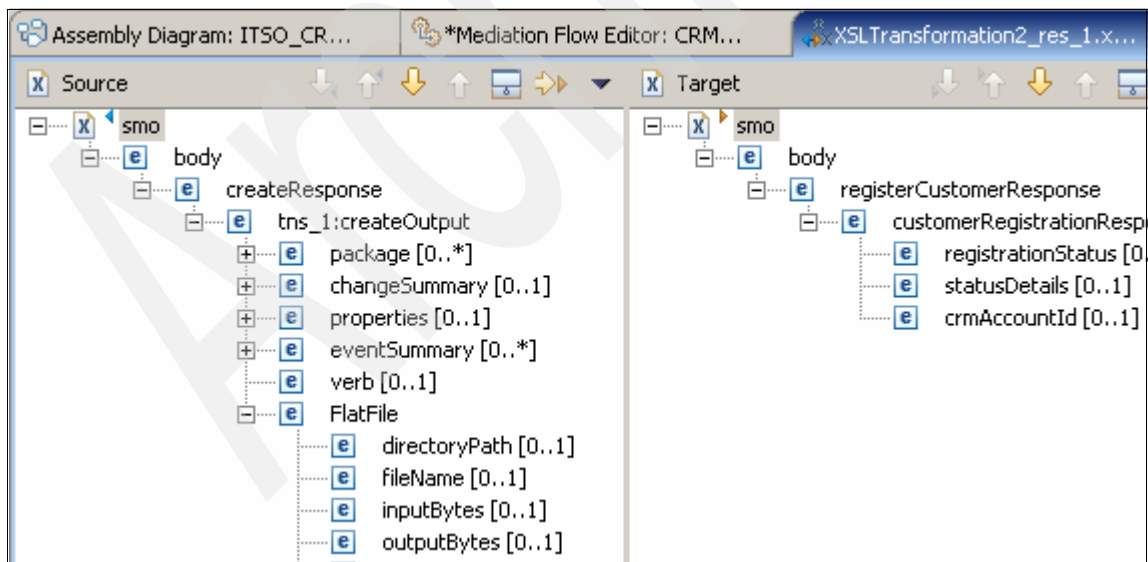 Assembly Diagram: ITSO_CR...
*Mediation Flow Editor: CRM...
XSLTransformation2_res_1.x...
Source
Target
smo
body
createResponse
tns_1:createOutput
package [0..*]
changeSummary [0..1]
properties [0..1]
eventSummary [0..*]
verb [0..1]
FlatFile
directoryPath [0..1]
fileName [0..1]
inputBytes [0..1]
outputBytes [0..1]
smo
body
registerCustomerResponse
customerRegistrationResp
registrationStatus [0.
statusDetails [0..1]
crmAccountId [0..1]